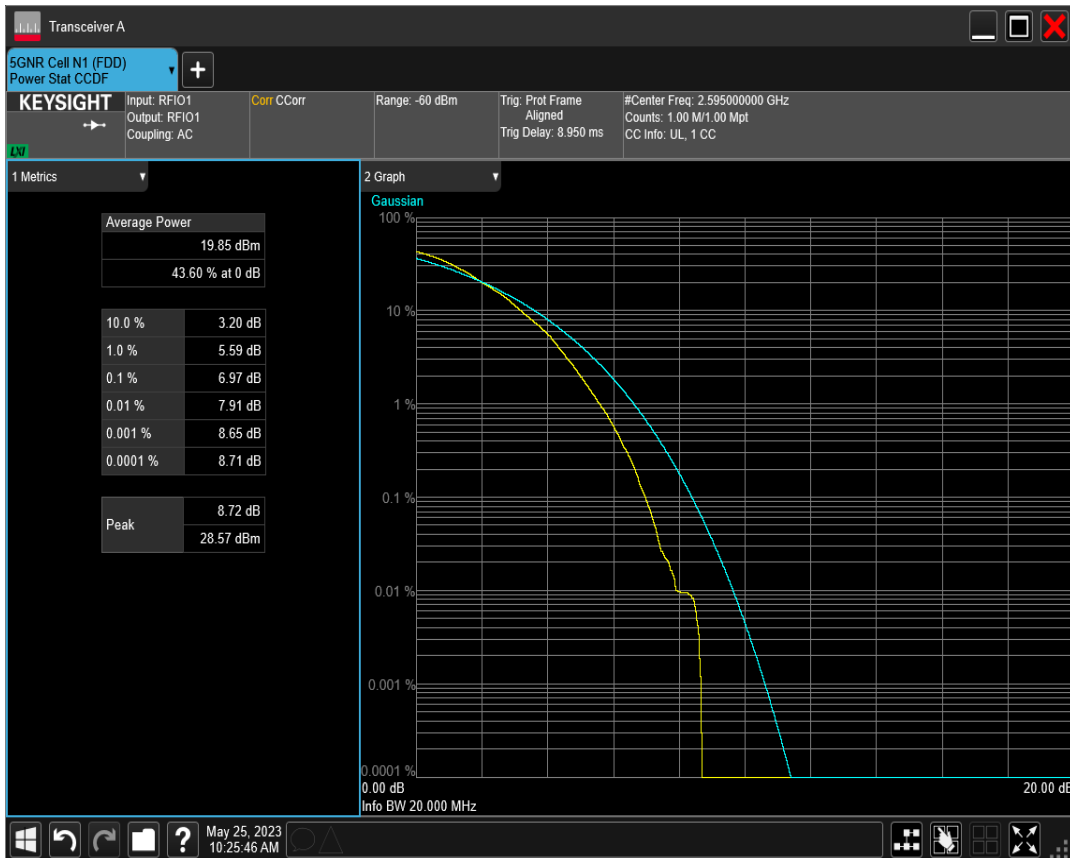 Transceiver A
5GNR Cell N1 (FDD)
Power Stat CCDF
KEYSIGHT
LXI
Input: RFIO1
Output: RFIO1
Coupling: AC
Corr CCorr
Range: -60 dBm
Trig: Prot Frame
Aligned
Trig Delay: 8.950 ms
#Center Freq: 2.595000000 GHz
Counts: 1.00 M/1.00 Mpt
CC Info: UL, 1 CC
1 Metrics
Average Power
19.85 dBm
43.60 % at 0 dB
10.0 % 3.20 dB
1.0 % 5.59 dB
0.1 % 6.97 dB
0.01 % 7.91 dB
0.001 % 8.65 dB
0.0001 % 8.71 dB
Peak 8.72 dB
28.57 dBm
2 Graph
Gaussian
100 %
10 %
1 %
0.1 %
0.01 %
0.001 %
0.0001 %
0.00 dB 20.00 dB
Info BW 20.000 MHz
? May 25, 2023
10:25:46 AM